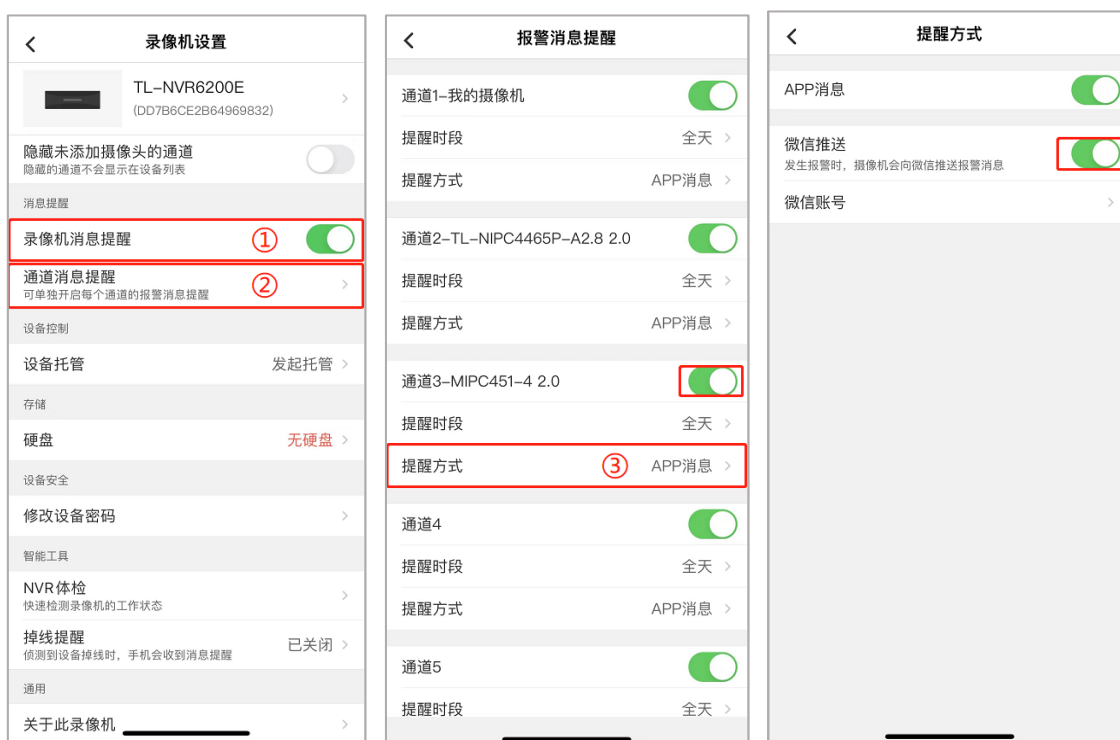 录像机设置
TL-NVR6200E
(DD7B6CE2B64969832)
隐藏未添加摄像头的通道
隐藏的通道不会显示在设备列表
消息提醒
录像机消息提醒 ①
通道消息提醒 ②
可单独开启每个通道的报警消息提醒
设备控制
设备托管 发起托管
存储
硬盘 无硬盘
设备安全
修改设备密码
智能工具
NVR体检
快速检测录像机的工作状态
掉线提醒 已关闭
侦测到设备掉线时，手机会收到消息提醒
通用
关于此录像机
报警消息提醒
通道1-我的摄像机
提醒时段 全天
提醒方式 APP消息
通道2-TL-NIPC4465P-A2.8 2.0
提醒时段 全天
提醒方式 APP消息
通道3-MIPC451-4 2.0
提醒时段 全天
提醒方式 ③ APP消息
通道4
提醒时段 全天
提醒方式 APP消息
通道5
提醒时段 全天
提醒方式
APP消息
微信推送
发生报警时，摄像机会向微信推送报警消息
微信账号